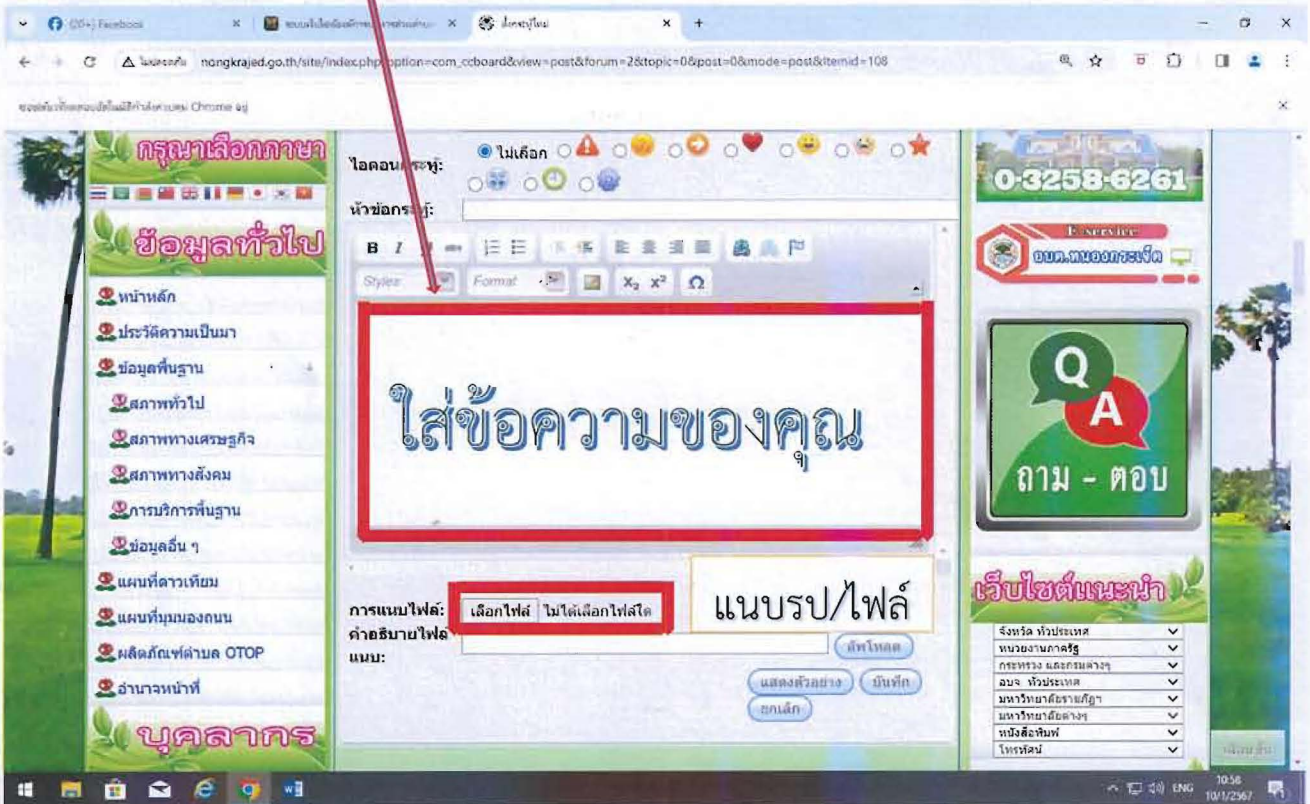 Facebook
ตั้งกระทู้ใหม่
nongkrajed.go.th/site/index.php?option=com_ccboard&view=post&forum=2&topic=0&post=0&mode=post&Itemid=108
กรุณาเลือกภาษา
ข้อมูลทั่วไป
หน้าหลัก
ประวัติความเป็นมา
ข้อมูลพื้นฐาน
สภาพทั่วไป
สภาพทางเศรษฐกิจ
สภาพทางสังคม
การบริการพื้นฐาน
ข้อมูลอื่น ๆ
แผนที่ดาวเทียม
แผนที่มุมมองถนน
ผลิตภัณฑ์ตำบล OTOP
อำนาจหน้าที่
บุคลากร
ไม่เลือก
หัวข้อกระทู้:
B I
Styles Format X₂ x² Ω
ใส่ข้อความของคุณ
แนบรูป/ไฟล์
การแนบไฟล์: เลือกไฟล์ ไม่ได้เลือกไฟล์ใด
คำอธิบายไฟล์
แนบ:
อัพโหลด
แสดงตัวอย่าง บันทึก
ยกเลิก
0-3258-6261
E-service
อบต.หนองกระเจ็ด
Q
A
ถาม - ตอบ
เว็บไซต์แนะนำ
จังหวัด ทั่วประเทศ
หน่วยงานภาครัฐ
กระทรวง และกรมต่างๆ
อบจ. ทั่วประเทศ
มหาวิทยาลัยราชภัฏฯ
มหาวิทยาลัยต่างๆ
หนังสือพิมพ์
โทรทัศน์
ENG
10:58
10/1/2567